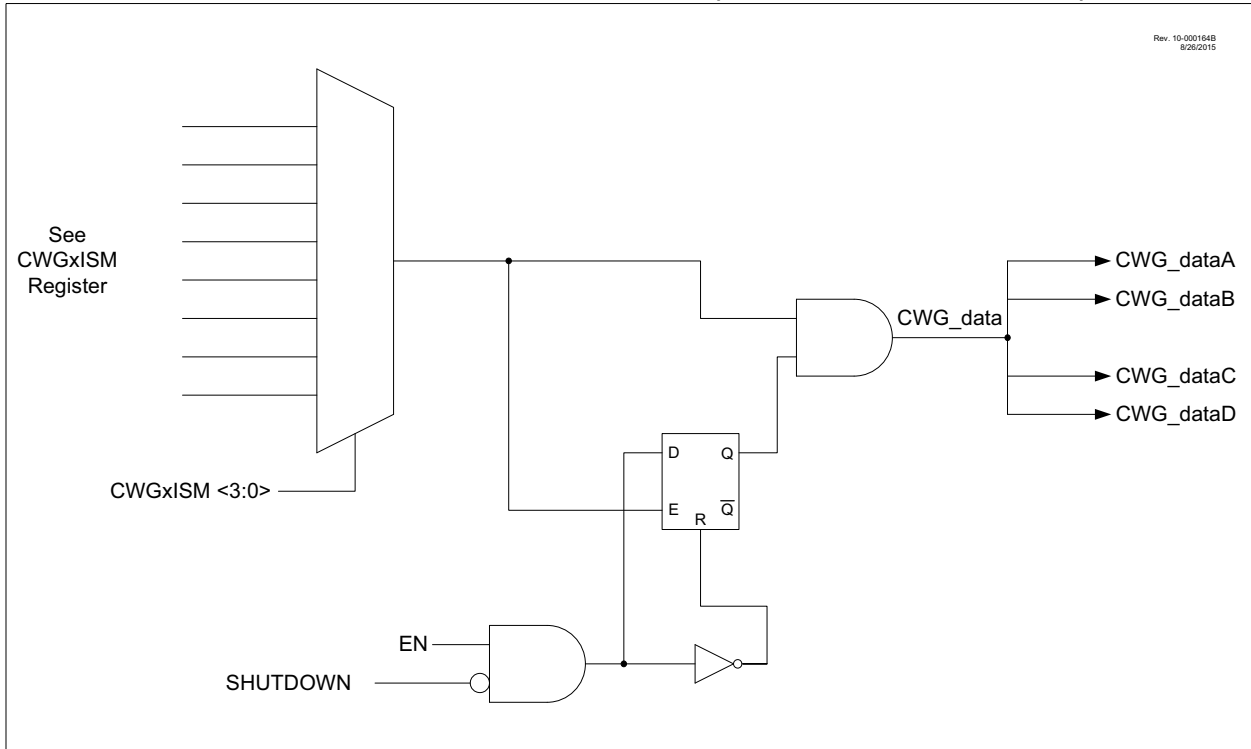 Rev. 10-000164B
8/26/2015
See
CWGxISM
Register
CWGxISM <3:0>
CWG_data
CWG_dataA
CWG_dataB
CWG_dataC
CWG_dataD
D
Q
E
Q̅
R
EN
SHUTDOWN